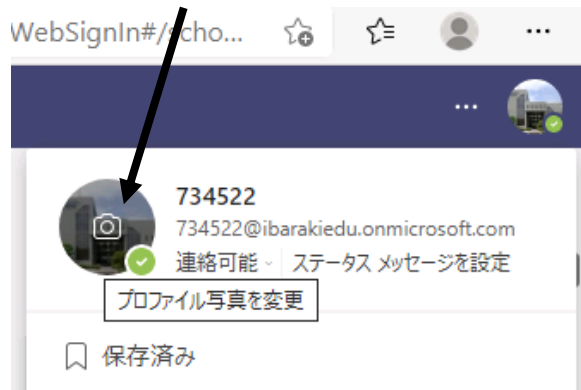 WebSignIn#/scho...
734522
734522@ibarakiedu.onmicrosoft.com
連絡可能 ステータス メッセージを設定
プロファイル写真を変更
保存済み